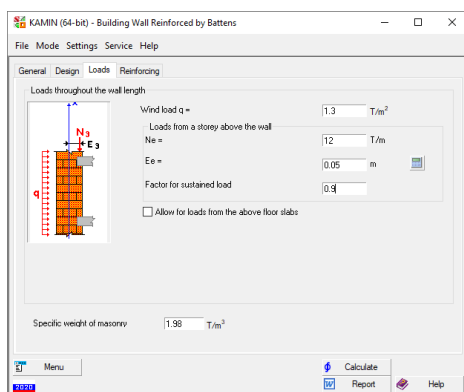 KAMIN (64-bit) - Building Wall Reinforced by Battens
File Mode Settings Service Help
General Design Loads Reinforcing
Loads throughout the wall length
Wind load q = 1.3 T/m²
Loads from a storey above the wall
Ne = 12 T/m
Ee = 0.05 m
Factor for sustained load 0.9
Allow for loads from the above floor slabs
X
N3
E3
q
Specific weight of masonry 1.98 T/m³
Menu Calculate
2020 Report Help